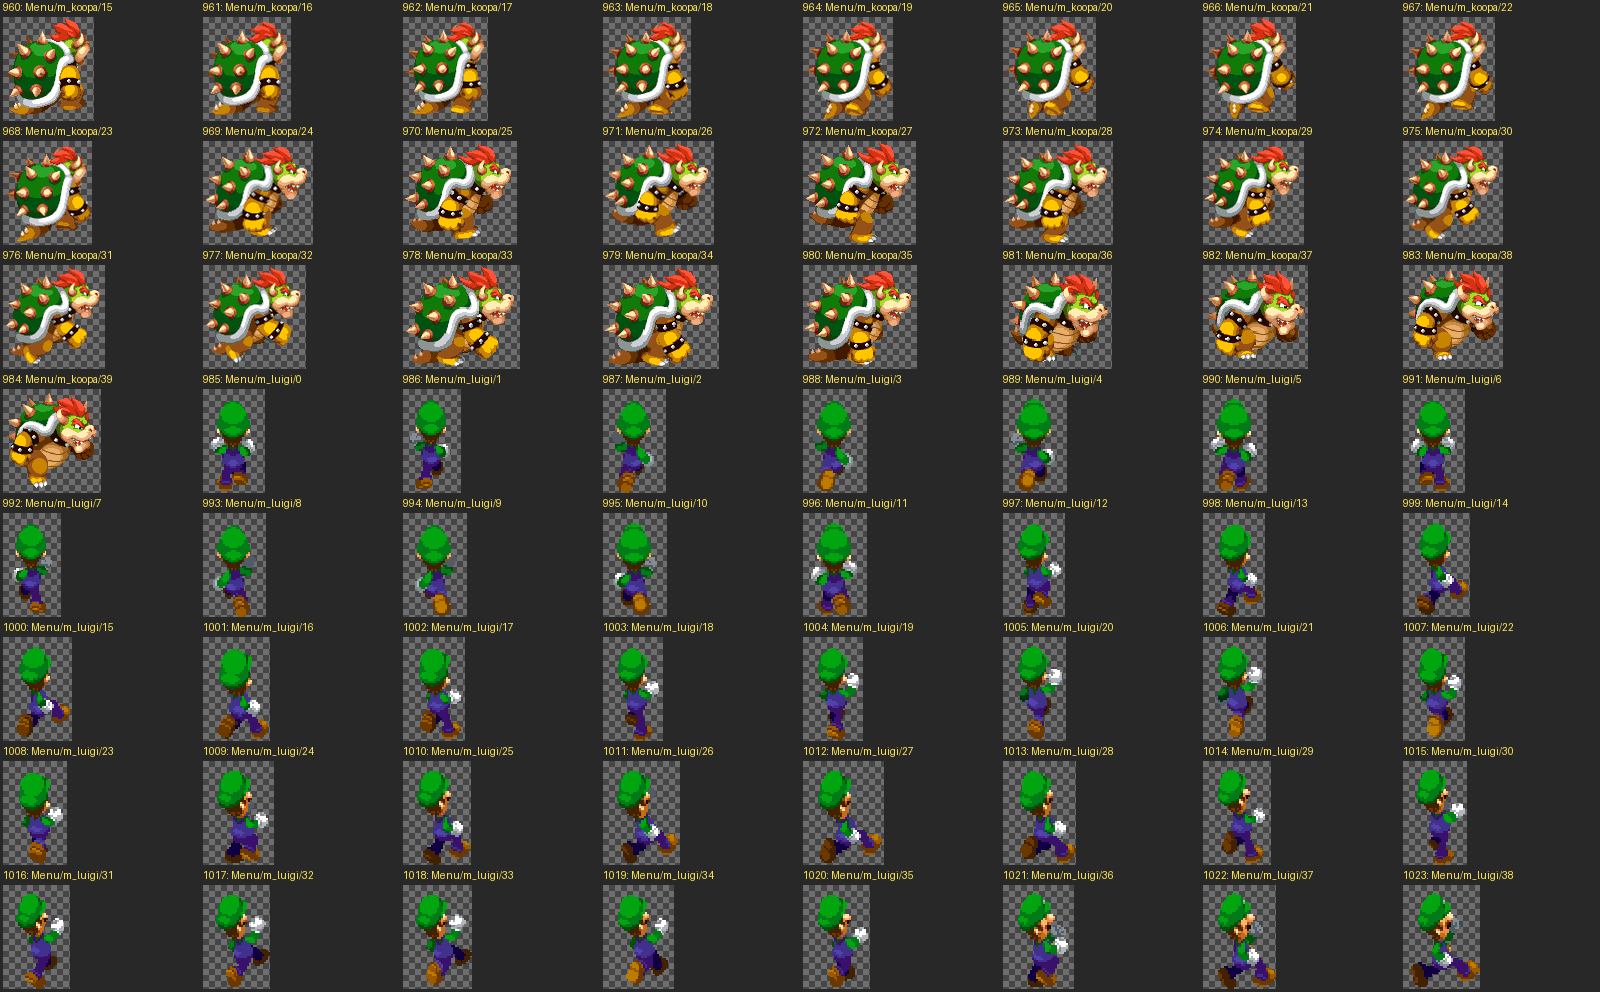 960: Menu/m_koopa/15
961: Menu/m_koopa/16
962: Menu/m_koopa/17
963: Menu/m_koopa/18
964: Menu/m_koopa/19
965: Menu/m_koopa/20
966: Menu/m_koopa/21
967: Menu/m_koopa/22
968: Menu/m_koopa/23
969: Menu/m_koopa/24
970: Menu/m_koopa/25
971: Menu/m_koopa/26
972: Menu/m_koopa/27
973: Menu/m_koopa/28
974: Menu/m_koopa/29
975: Menu/m_koopa/30
976: Menu/m_koopa/31
977: Menu/m_koopa/32
978: Menu/m_koopa/33
979: Menu/m_koopa/34
980: Menu/m_koopa/35
981: Menu/m_koopa/36
982: Menu/m_koopa/37
983: Menu/m_koopa/38
984: Menu/m_koopa/39
985: Menu/m_luigi/0
986: Menu/m_luigi/1
987: Menu/m_luigi/2
988: Menu/m_luigi/3
989: Menu/m_luigi/4
990: Menu/m_luigi/5
991: Menu/m_luigi/6
992: Menu/m_luigi/7
993: Menu/m_luigi/8
994: Menu/m_luigi/9
995: Menu/m_luigi/10
996: Menu/m_luigi/11
997: Menu/m_luigi/12
998: Menu/m_luigi/13
999: Menu/m_luigi/14
1000: Menu/m_luigi/15
1001: Menu/m_luigi/16
1002: Menu/m_luigi/17
1003: Menu/m_luigi/18
1004: Menu/m_luigi/19
1005: Menu/m_luigi/20
1006: Menu/m_luigi/21
1007: Menu/m_luigi/22
1008: Menu/m_luigi/23
1009: Menu/m_luigi/24
1010: Menu/m_luigi/25
1011: Menu/m_luigi/26
1012: Menu/m_luigi/27
1013: Menu/m_luigi/28
1014: Menu/m_luigi/29
1015: Menu/m_luigi/30
1016: Menu/m_luigi/31
1017: Menu/m_luigi/32
1018: Menu/m_luigi/33
1019: Menu/m_luigi/34
1020: Menu/m_luigi/35
1021: Menu/m_luigi/36
1022: Menu/m_luigi/37
1023: Menu/m_luigi/38